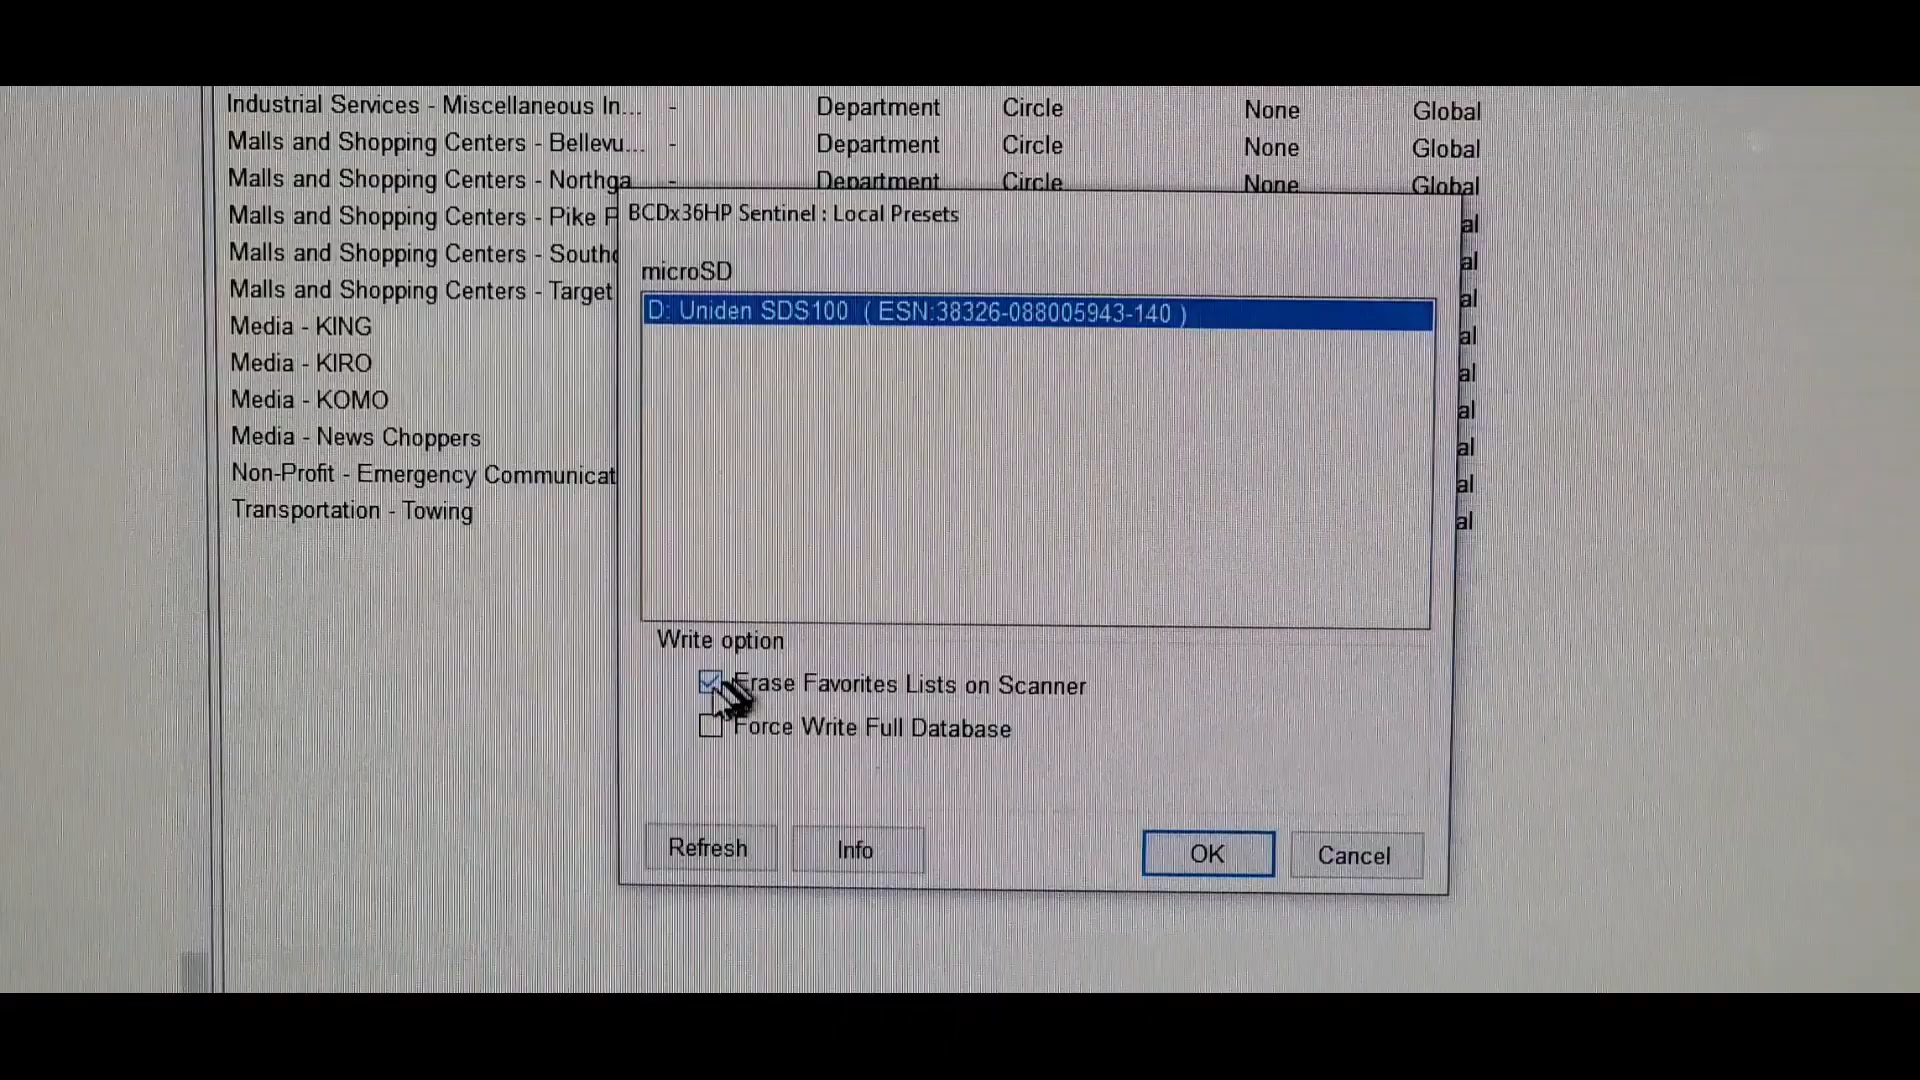 Industrial Services - Miscellaneous In... - Department Circle None Global
Malls and Shopping Centers - Bellevu... - Department Circle None Global
Malls and Shopping Centers - Northga - Department Circle None Global
Malls and Shopping Centers - Pike P al
Malls and Shopping Centers - Southc al
Malls and Shopping Centers - Target al
Media - KING al
Media - KIRO al
Media - KOMO al
Media - News Choppers al
Non-Profit - Emergency Communicat al
Transportation - Towing al
BCDx36HP Sentinel : Local Presets
microSD
D: Uniden SDS100 ( ESN:38326-088005943-140 )
Write option
Erase Favorites Lists on Scanner
Force Write Full Database
Refresh Info OK Cancel